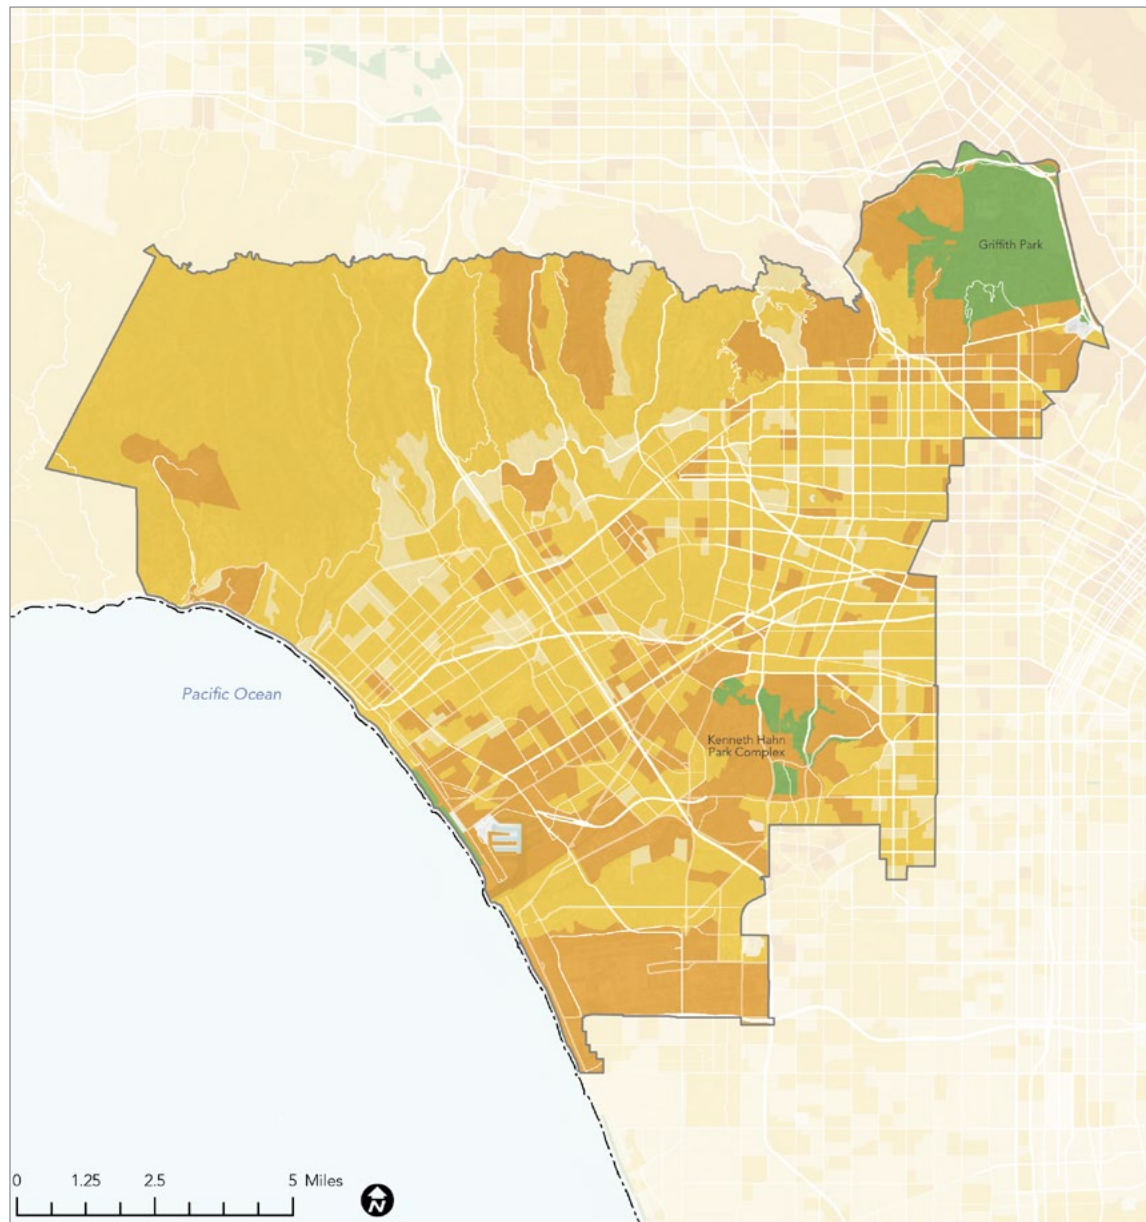 Griffith Park
Pacific Ocean
Kenneth Hahn
Park Complex
0 1.25 2.5 5 Miles
N